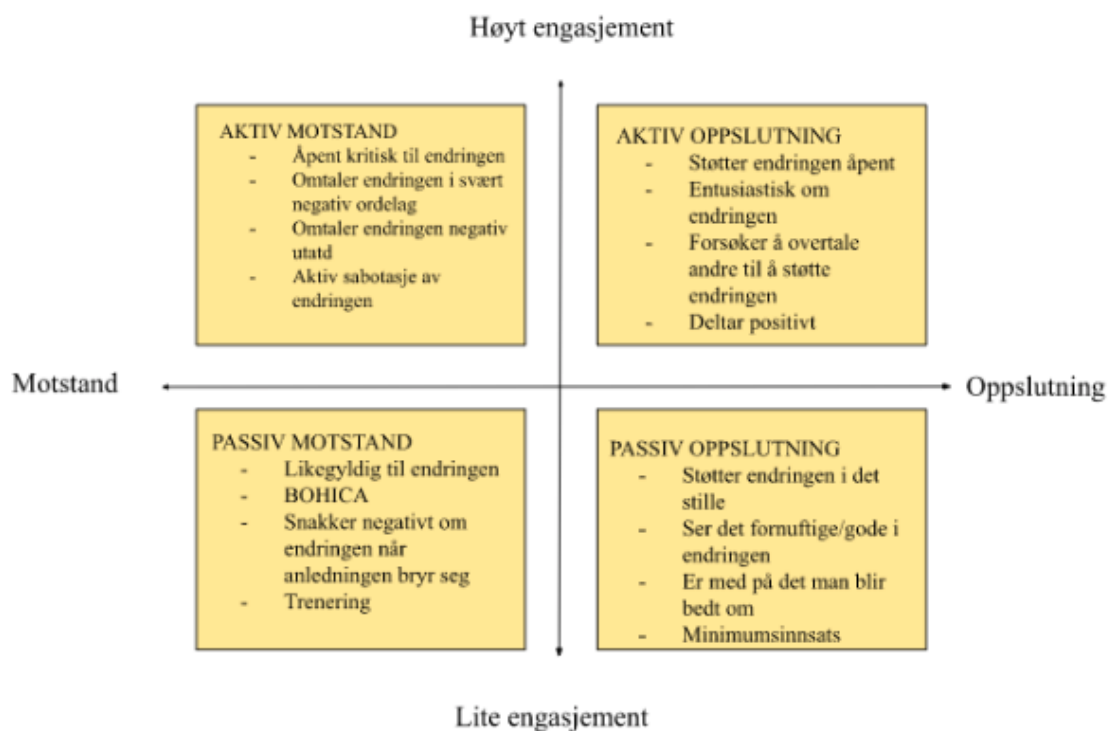 Høyt engasjement
AKTIV MOTSTAND
- Åpent kritisk til endringen
- Omtaler endringen i svært
negativ ordelag
- Omtaler endringen negativ
utatd
- Aktiv sabotasje av
endringen
AKTIV OPPSLUTNING
- Støtter endringen åpent
- Entusiastisk om
endringen
- Forsøker å overtale
andre til å støtte
endringen
- Deltar positivt
Motstand
Oppslutning
PASSIV MOTSTAND
- Likegyldig til endringen
- BOHICA
- Snakker negativt om
endringen når
anledningen bryr seg
- Trenering
PASSIV OPPSLUTNING
- Støtter endringen i det
stille
- Ser det fornuftige/gode i
endringen
- Er med på det man blir
bedt om
- Minimumsinnsats
Lite engasjement